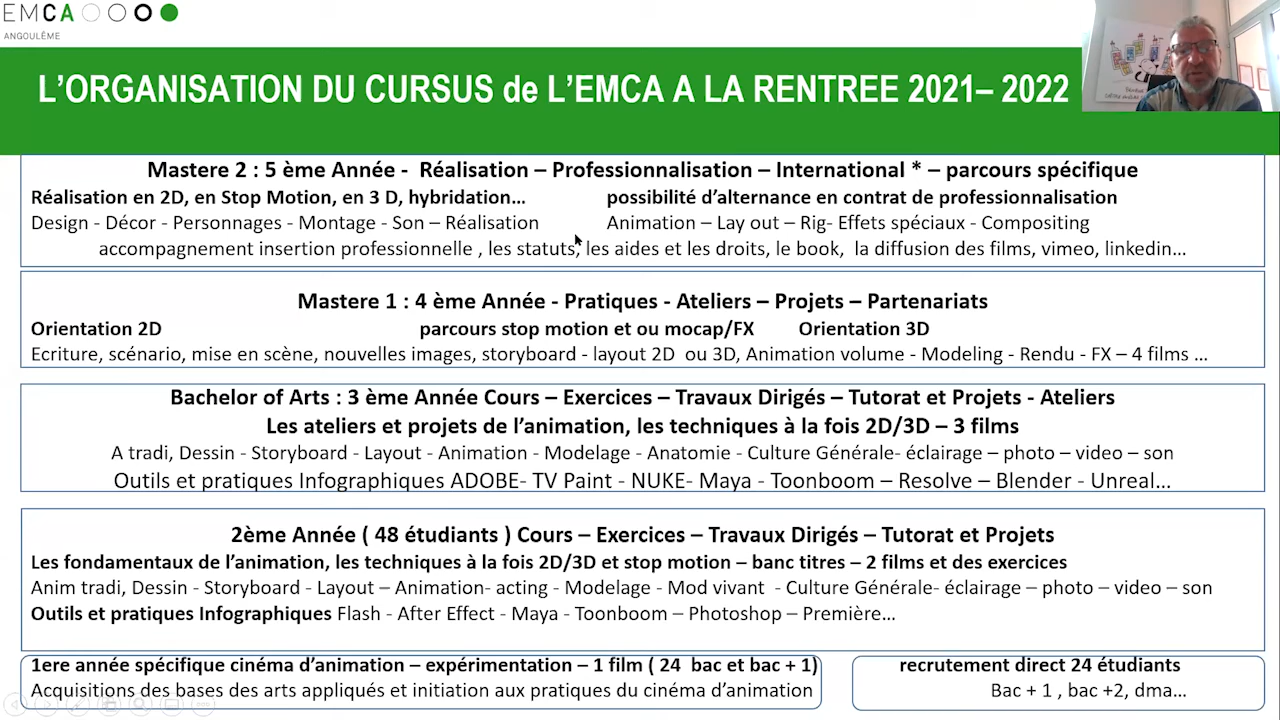 EMCA
ANGOULÊME
L'ORGANISATION DU CURSUS de L'EMCA A LA RENTREE 2021– 2022
Mastere 2 : 5 ème Année - Réalisation – Professionnalisation – International * – parcours spécifique
Réalisation en 2D, en Stop Motion, en 3 D, hybridation... possibilité d'alternance en contrat de professionnalisation
Design - Décor - Personnages - Montage - Son – Réalisation Animation – Lay out – Rig- Effets spéciaux - Compositing
accompagnement insertion professionnelle , les statuts, les aides et les droits, le book, la diffusion des films, vimeo, linkedin...
Mastere 1 : 4 ème Année - Pratiques - Ateliers – Projets – Partenariats
Orientation 2D parcours stop motion et ou mocap/FX Orientation 3D
Ecriture, scénario, mise en scène, nouvelles images, storyboard - layout 2D ou 3D, Animation volume - Modeling - Rendu - FX – 4 films ...
Bachelor of Arts : 3 ème Année Cours – Exercices – Travaux Dirigés – Tutorat et Projets - Ateliers
Les ateliers et projets de l'animation, les techniques à la fois 2D/3D – 3 films
A tradi, Dessin - Storyboard - Layout - Animation - Modelage - Anatomie - Culture Générale- éclairage – photo – video – son
Outils et pratiques Infographiques ADOBE- TV Paint - NUKE- Maya - Toonboom – Resolve – Blender - Unreal...
2ème Année ( 48 étudiants ) Cours – Exercices – Travaux Dirigés – Tutorat et Projets
Les fondamentaux de l'animation, les techniques à la fois 2D/3D et stop motion – banc titres – 2 films et des exercices
Anim tradi, Dessin - Storyboard - Layout – Animation- acting - Modelage - Mod vivant - Culture Générale- éclairage – photo – video – son
Outils et pratiques Infographiques Flash - After Effect - Maya - Toonboom – Photoshop – Première...
1ere année spécifique cinéma d'animation – expérimentation – 1 film ( 24 bac et bac + 1)
Acquisitions des bases des arts appliqués et initiation aux pratiques du cinéma d'animation
recrutement direct 24 étudiants
Bac + 1 , bac +2, dma...